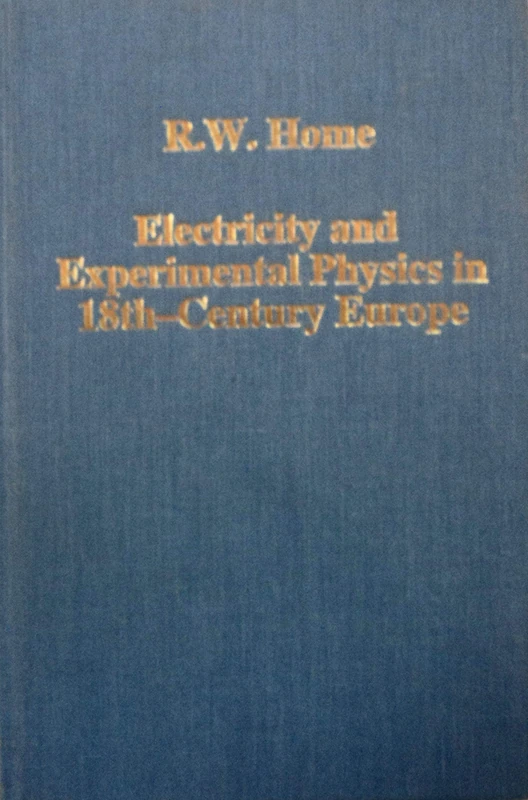 R.W. Home
Electricity and
Experimental Physics in
18th-Century Europe